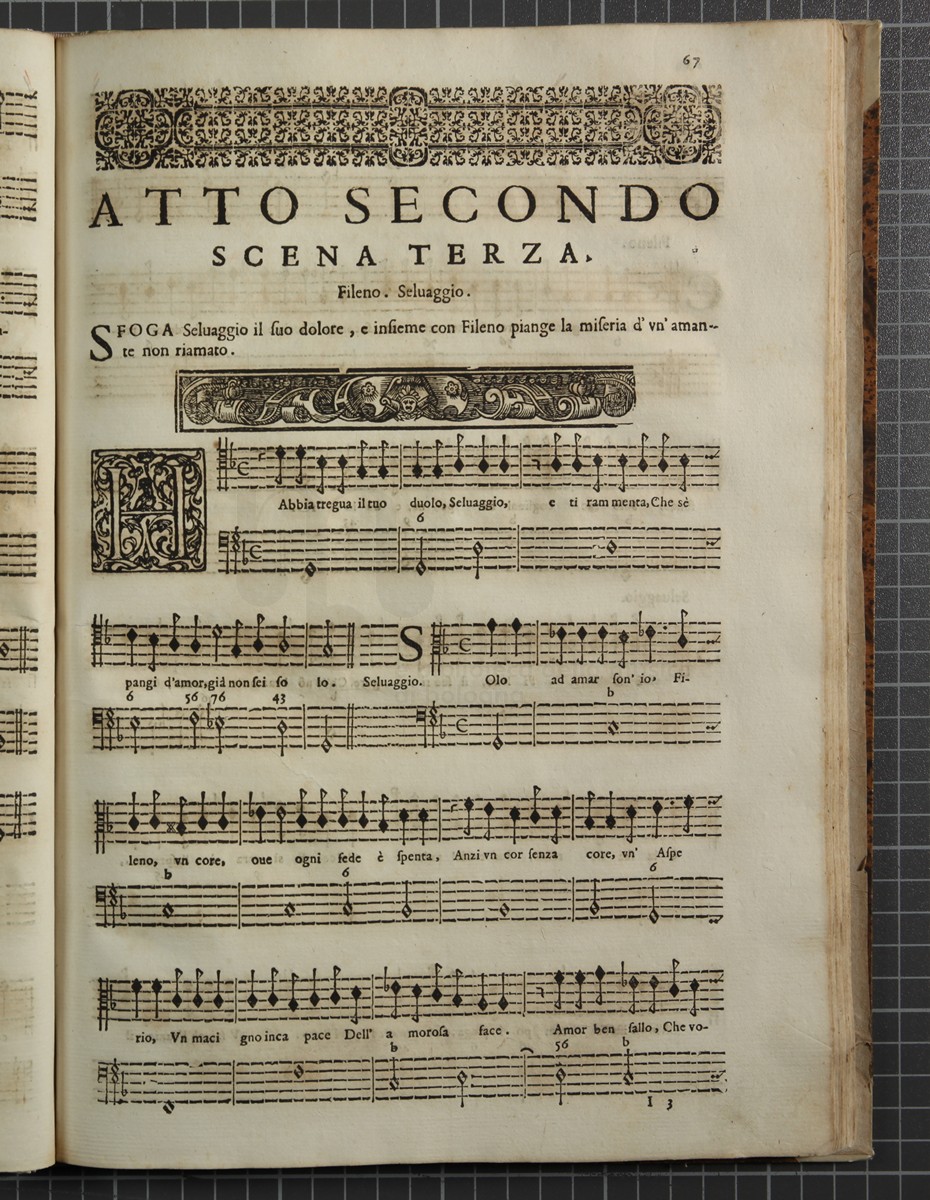 67
ATTO SECONDO
SCENA TERZA.
Fileno. Seluaggio.
SFOGA Seluaggio il ſuo dolore, e inſieme con Fileno piange la miſeria d' vn' aman-
te non riamato.
HAbbia tregua il tuo duolo, Seluaggio, e ti ram menta, Che sè
6
pangi d'amor, già non ſei ſo lo. Seluaggio. SOlo ad amar ſon' io, Fi-
6 56 76 43 b
leno, vn core, oue ogni fede è ſpenta, Anzi vn cor ſenza core, vn' Aſpe
b 6 6
rio, Vn maci gno inca pace Dell' a moroſa face. Amor ben fallo, Che vo-
b 56 b
I 3